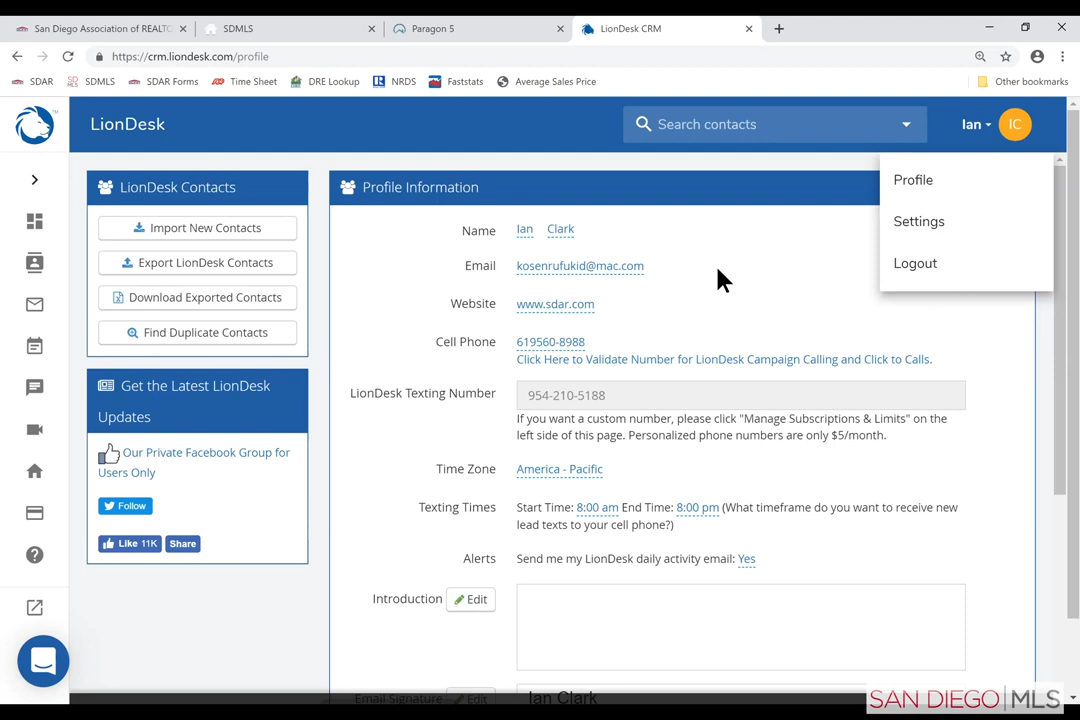 San Diego Association of REALTO
SDMLS
Paragon 5
LionDesk CRM
https://crm.liondesk.com/profile
SDAR
SDMLS
SDAR Forms
Time Sheet
DRE Lookup
NRDS
Faststats
Average Sales Price
Other bookmarks
LionDesk
Search contacts
Ian
IC
Profile
Settings
Logout
LionDesk Contacts
Import New Contacts
Export LionDesk Contacts
Download Exported Contacts
Find Duplicate Contacts
Get the Latest LionDesk
Updates
Our Private Facebook Group for
Users Only
Follow
Like 11K
Share
Profile Information
Name Ian Clark
Email kosenrufukid@mac.com
Website www.sdar.com
Cell Phone 619560-8988
Click Here to Validate Number for LionDesk Campaign Calling and Click to Calls.
LionDesk Texting Number 954-210-5188
If you want a custom number, please click "Manage Subscriptions & Limits" on the
left side of this page. Personalized phone numbers are only $5/month.
Time Zone America - Pacific
Texting Times Start Time: 8:00 am End Time: 8:00 pm (What timeframe do you want to receive new
lead texts to your cell phone?)
Alerts Send me my LionDesk daily activity email: Yes
Introduction Edit
Email Signature Edit Ian Clark
SAN DIEGO MLS